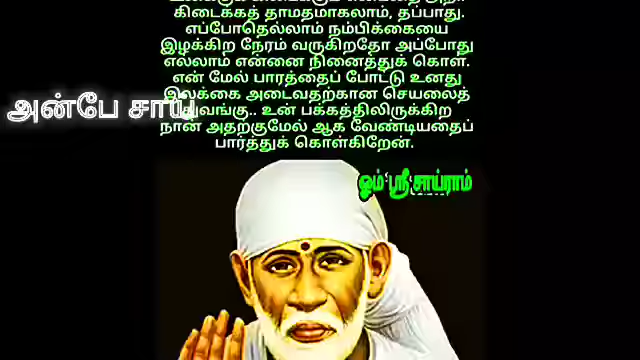 கிடைக்கத் தாமதமாகலாம், தப்பாது.
எப்போதெல்லாம் நம்பிக்கையை
இழக்கிற நேரம் வருகிறதோ அப்போது
எல்லாம் என்னை நினைத்துக் கொள்.
என் மேல் பாரத்தைப் போட்டு உனது
இலக்கை அடைவதற்கான செயலைத்
அன்பே சாய்
உன் பக்கத்திலிருக்கிற
நான் அதற்குமேல் ஆக வேண்டியதைப்
பார்த்துக் கொள்கிறேன்.
ஓம் ஸ்ரீ சாய்ராம்